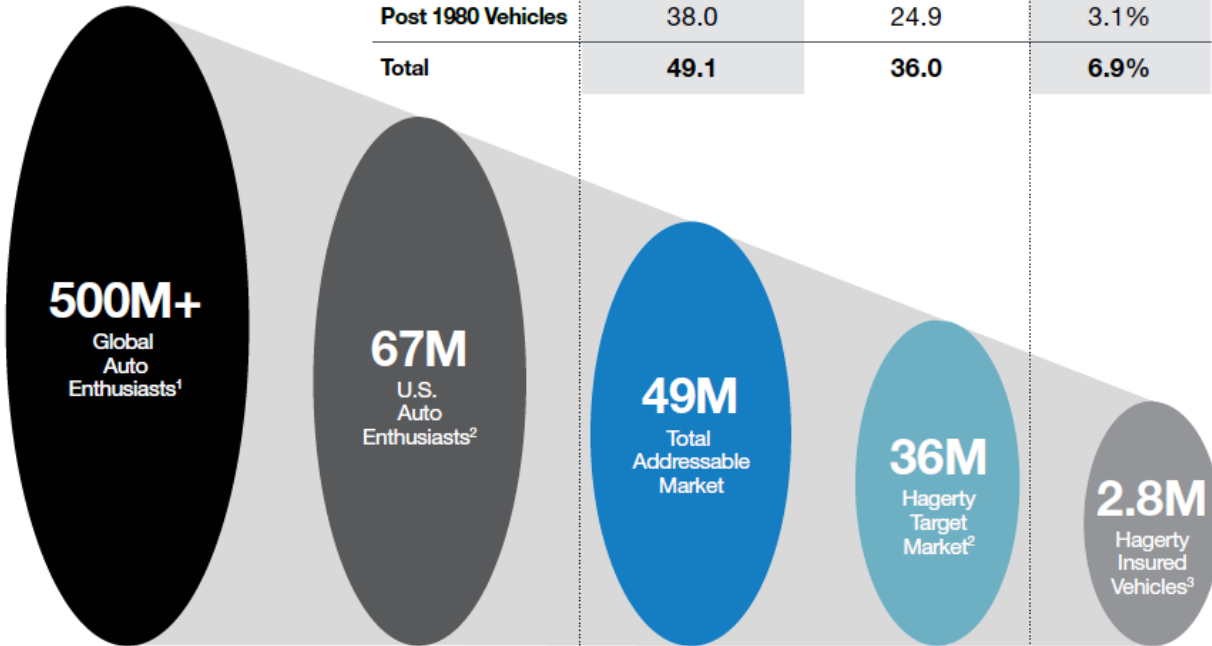 Post 1980 Vehicles 38.0 24.9 3.1%
Total 49.1 36.0 6.9%
500M+
Global
Auto
Enthusiasts¹
67M
U.S.
Auto
Enthusiasts²
49M
Total
Addressable
Market
36M
Hagerty
Target
Market²
2.8M
Hagerty
Insured
Vehicles³